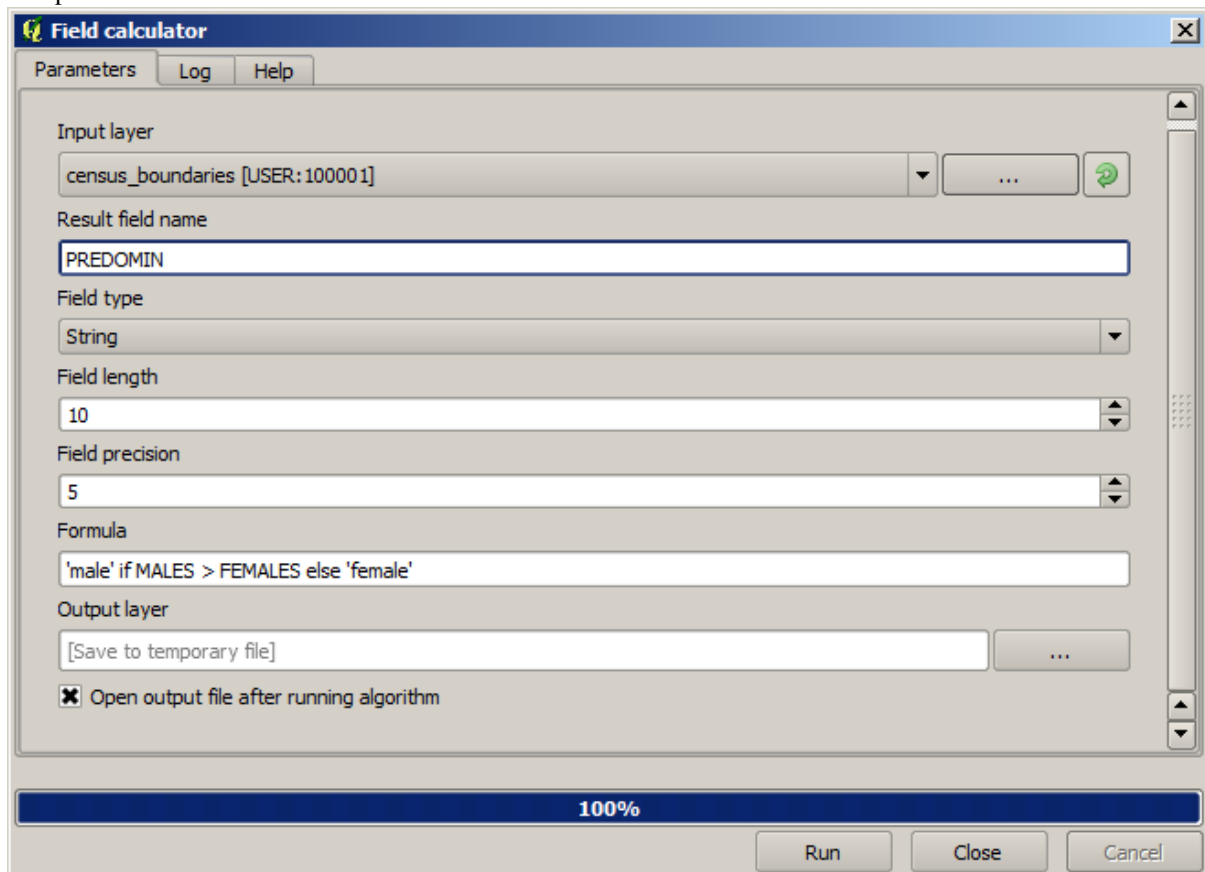 Field calculator
Parameters Log Help
Input layer
census_boundaries [USER:100001] ...
Result field name
PREDOMIN
Field type
String
Field length
10
Field precision
5
Formula
'male' if MALES > FEMALES else 'female'
Output layer
[Save to temporary file] ...
Open output file after running algorithm
100%
Run Close Cancel